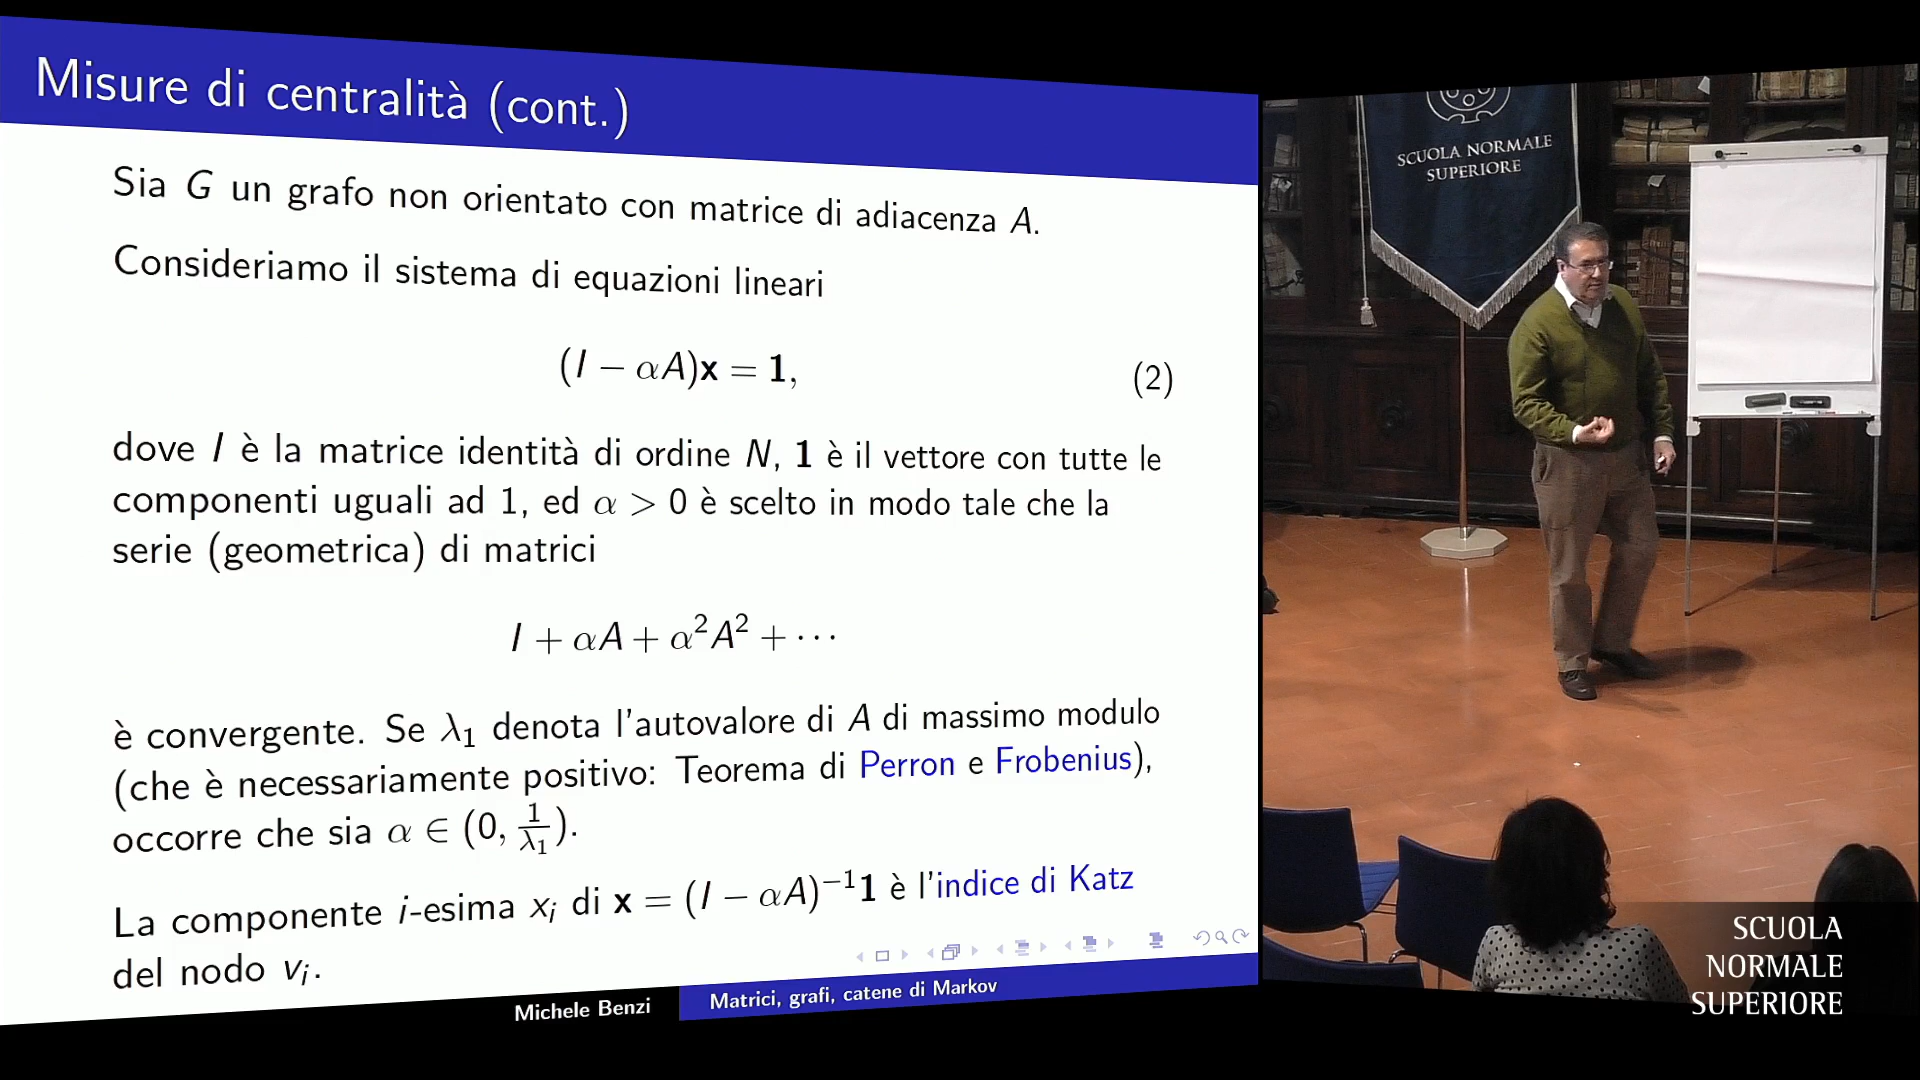 Misure di centralità (cont.)
Sia G un grafo non orientato con matrice di adiacenza A.
Consideriamo il sistema di equazioni lineari
(I − αA)x = 1, (2)
dove I è la matrice identità di ordine N, 1 è il vettore con tutte le
componenti uguali ad 1, ed α > 0 è scelto in modo tale che la
serie (geometrica) di matrici
I + αA + α²A² + ⋯
è convergente. Se λ₁ denota l'autovalore di A di massimo modulo
(che è necessariamente positivo: Teorema di Perron e Frobenius),
occorre che sia α ∈ (0, 1/λ₁).
La componente i-esima xᵢ di x = (I − αA)⁻¹1 è l'indice di Katz
del nodo vᵢ.
Michele Benzi
Matrici, grafi, catene di Markov
SCUOLA NORMALE
SUPERIORE
SCUOLA
NORMALE
SUPERIORE